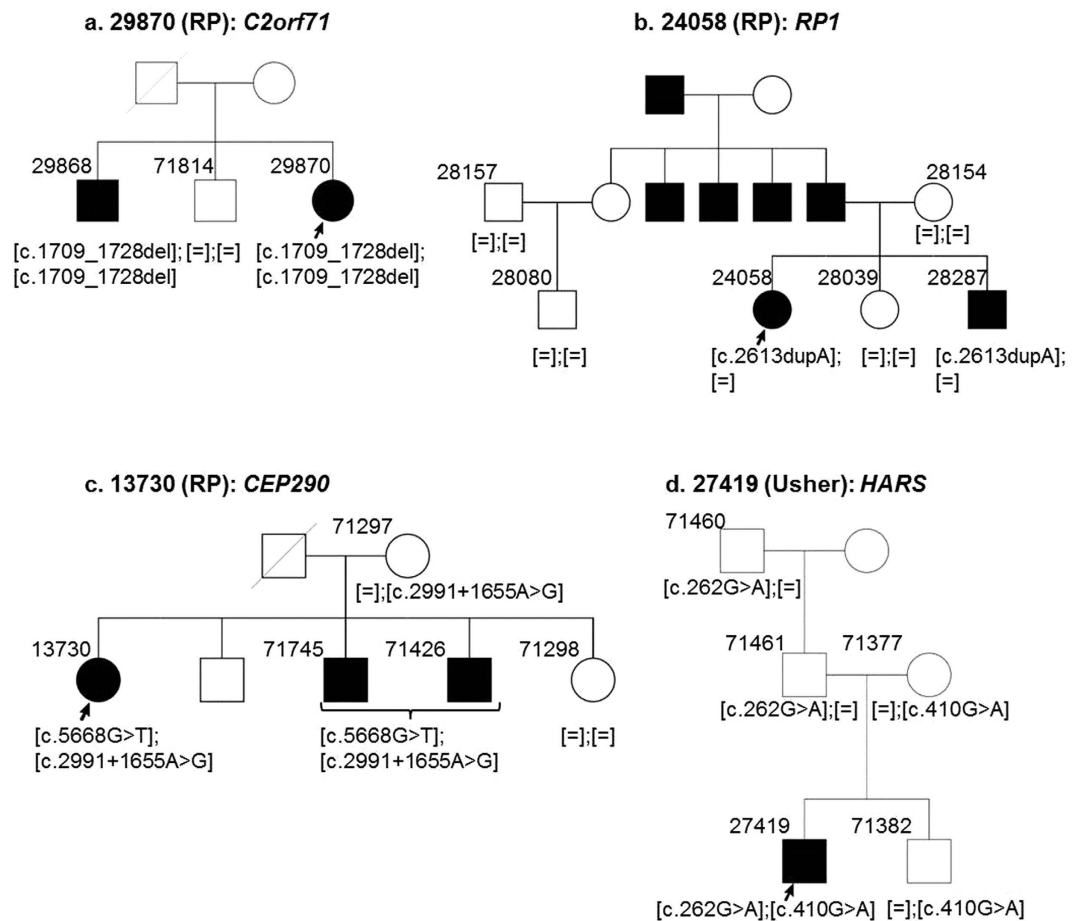 a. 29870 (RP): C2orf71
29868
71814
29870
[c.1709_1728del];
[c.1709_1728del]
[=];[=]
[c.1709_1728del];
[c.1709_1728del]
b. 24058 (RP): RP1
28157
28154
[=];[=]
[=];[=]
28080
24058
28039
28287
[=];[=]
[c.2613dupA];
[=]
[=];[=]
[c.2613dupA];
[=]
c. 13730 (RP): CEP290
71297
[=];[c.2991+1655A>G]
13730
71745
71426
71298
[c.5668G>T];
[c.2991+1655A>G]
[c.5668G>T];
[c.2991+1655A>G]
[=];[=]
d. 27419 (Usher): HARS
71460
[c.262G>A];[=]
71461
71377
[c.262G>A];[=]
[=];[c.410G>A]
27419
71382
[c.262G>A];[c.410G>A]
[=];[c.410G>A]